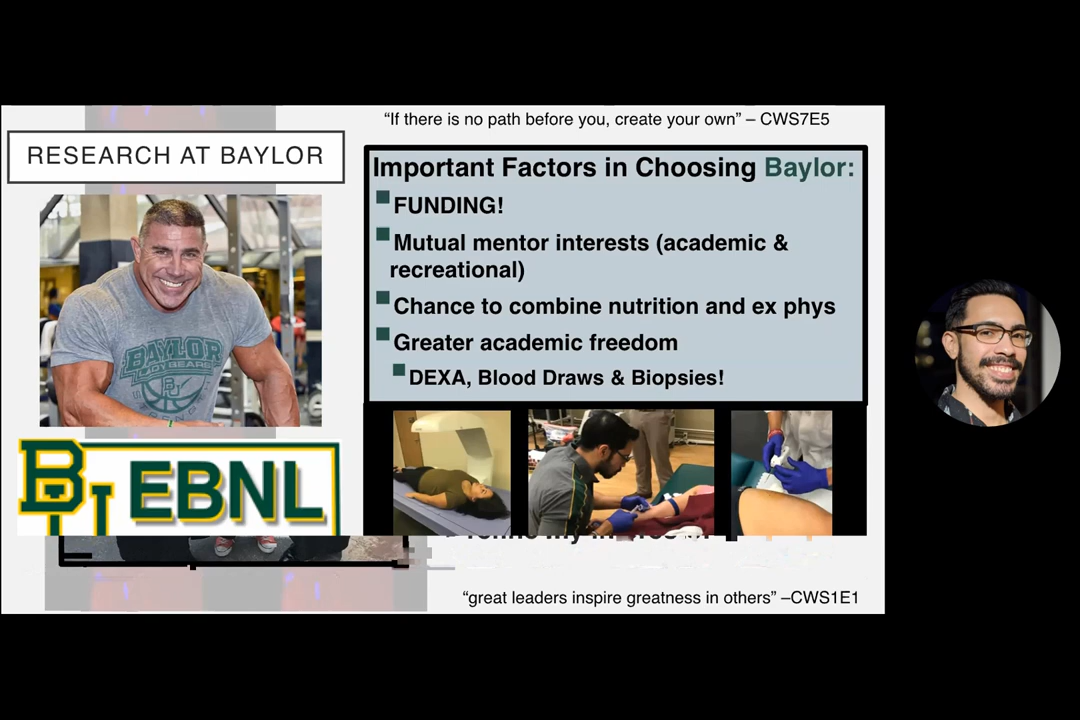 “If there is no path before you, create your own” – CWS7E5
RESEARCH AT BAYLOR
Important Factors in Choosing Baylor:
FUNDING!
Mutual mentor interests (academic &
recreational)
Chance to combine nutrition and ex phys
Greater academic freedom
DEXA, Blood Draws & Biopsies!
BAYLOR
BU
BU EBNL
“great leaders inspire greatness in others” –CWS1E1